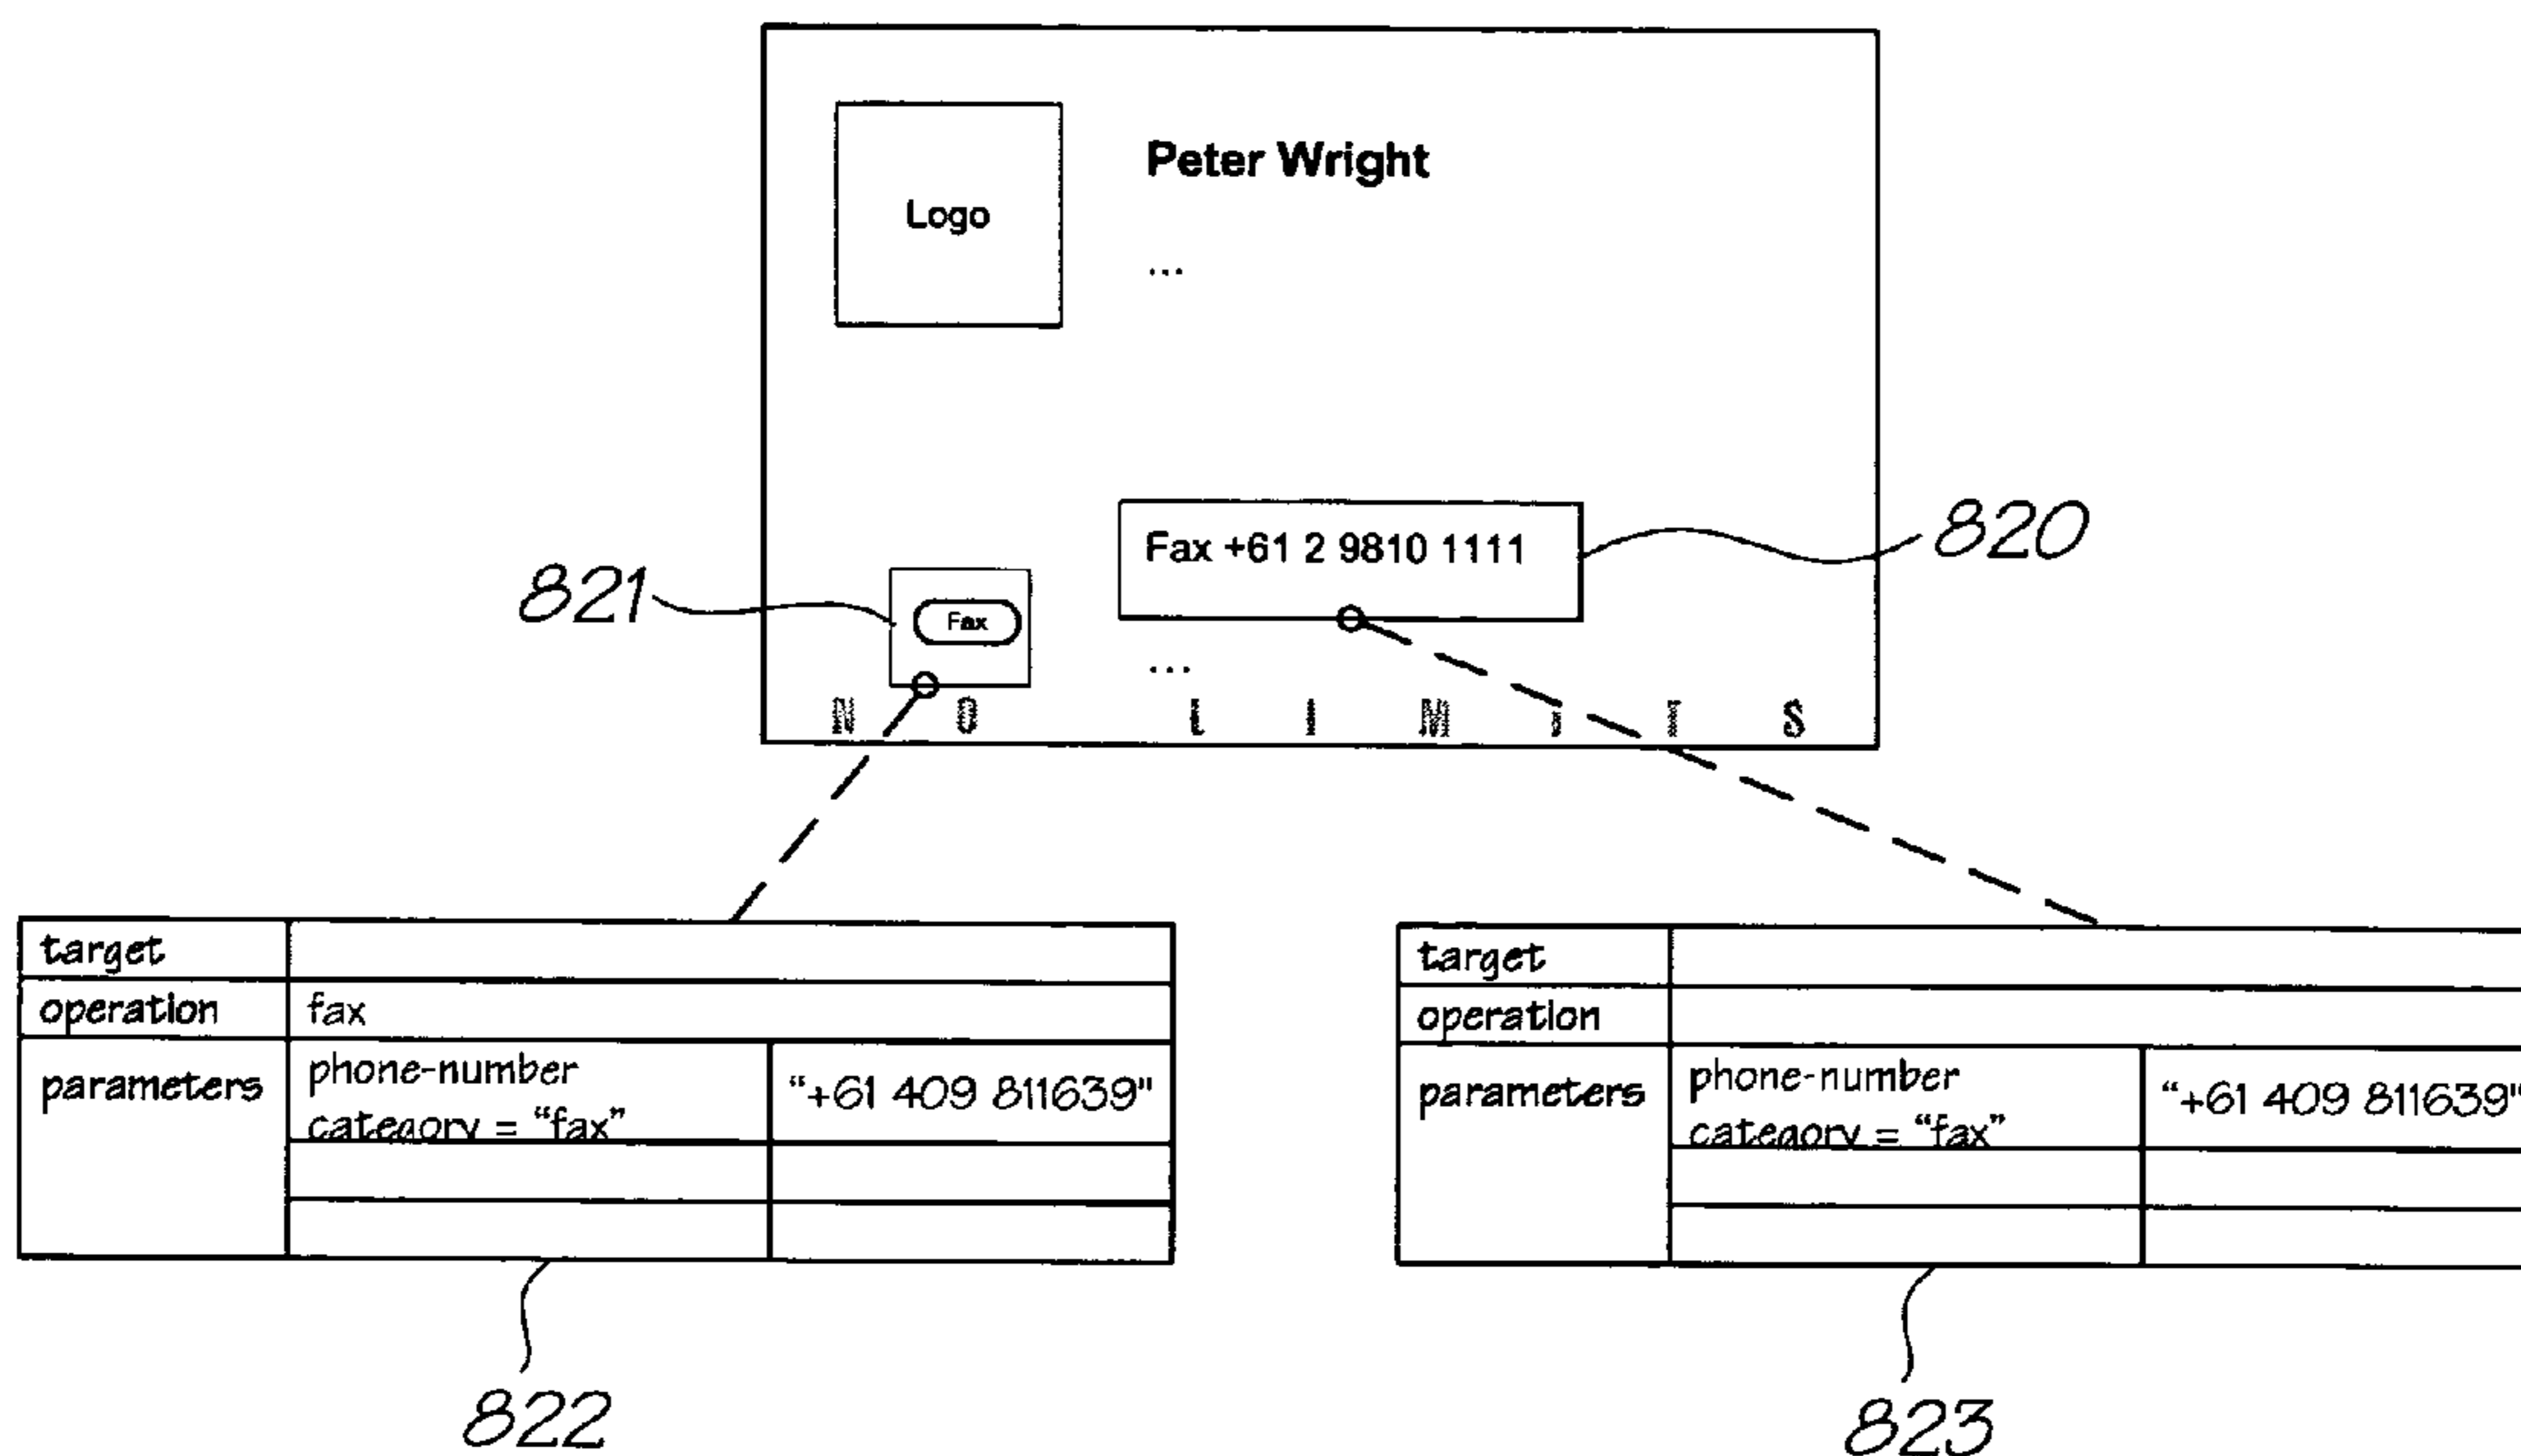 Peter Wright
Logo
...
Fax +61 2 9810 1111
820
821
Fax
...
N O L I M I T S
target
operation fax
parameters phone-number "+61 409 811639"
category = "fax"
target
operation
parameters phone-number "+61 409 811639"
category = "fax"
822
823